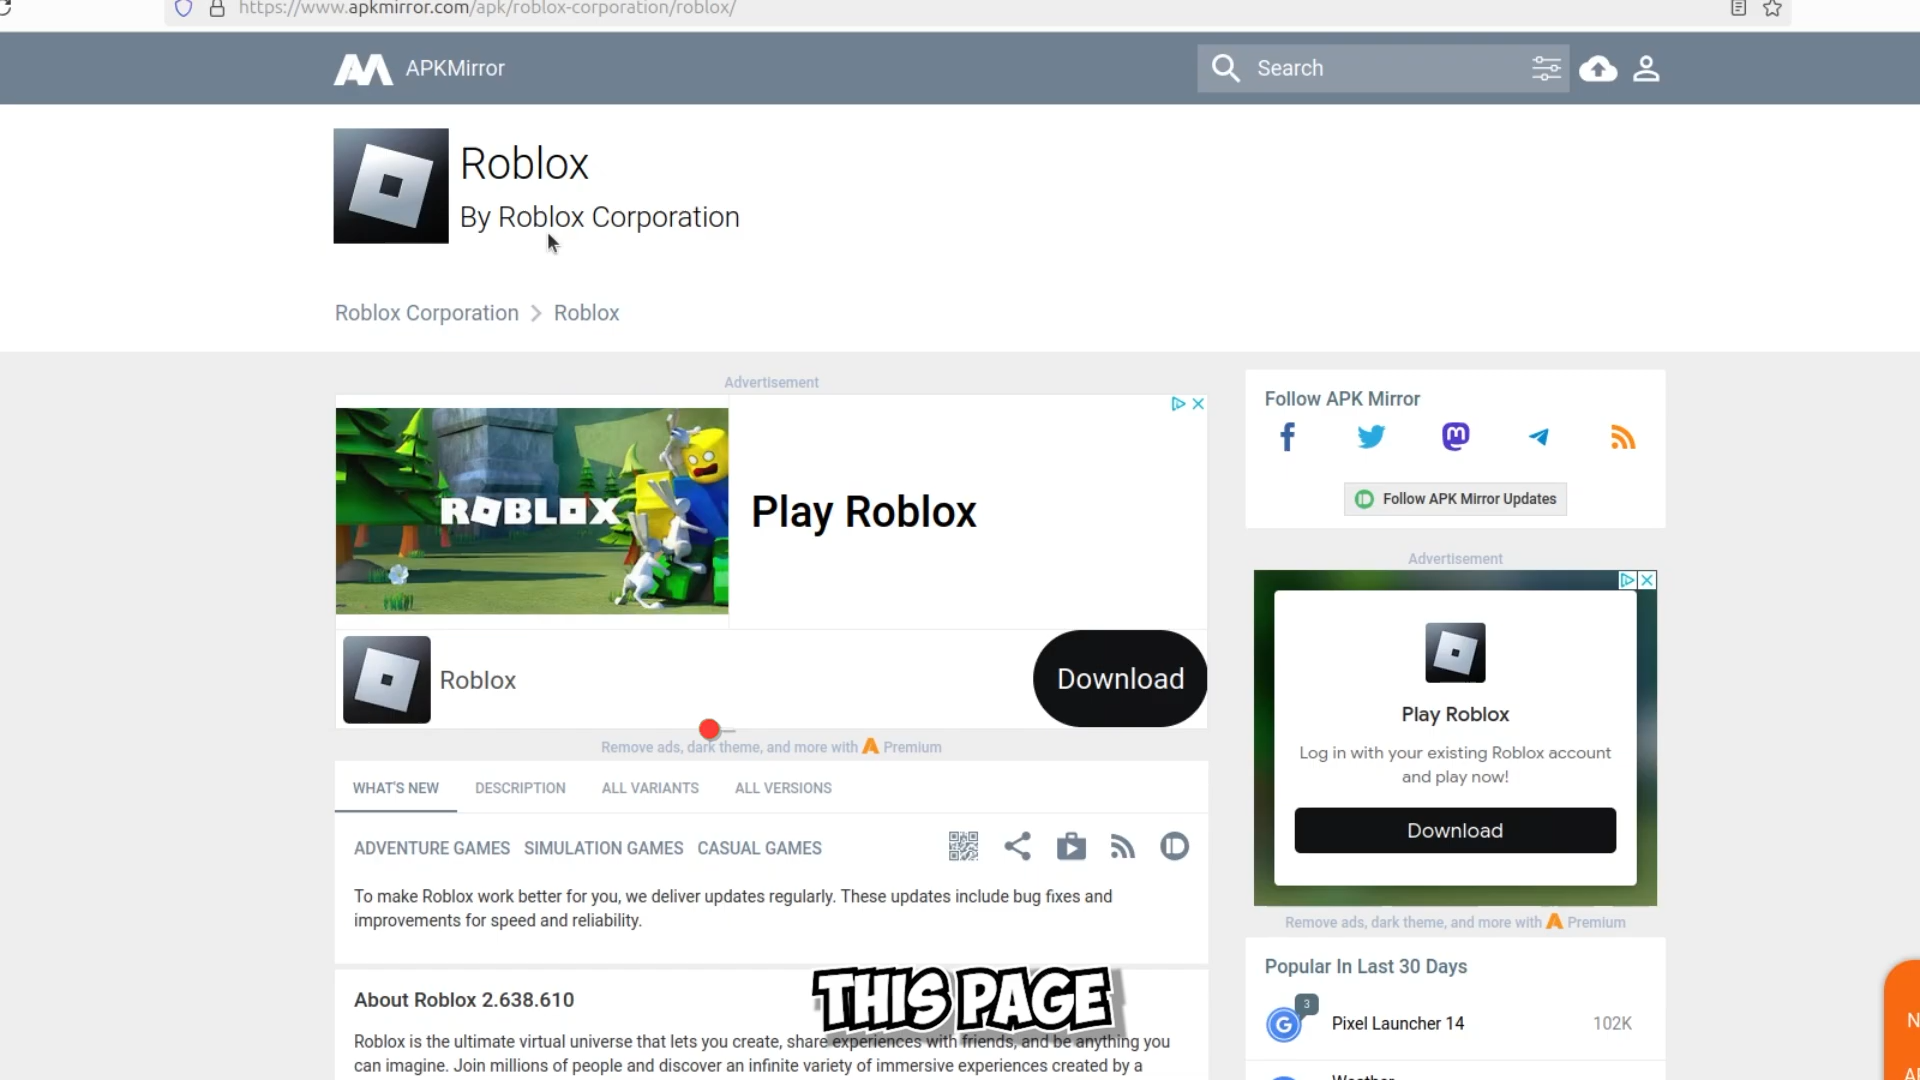 https://www.apkmirror.com/apk/roblox-corporation/roblox/
APKMirror
Search
Roblox
By Roblox Corporation
Roblox Corporation
Roblox
Advertisement
ROBLOX
Play Roblox
Roblox
Download
Remove ads, dark theme, and more with Premium
WHAT'S NEW
DESCRIPTION
ALL VARIANTS
ALL VERSIONS
ADVENTURE GAMES
SIMULATION GAMES
CASUAL GAMES
To make Roblox work better for you, we deliver updates regularly. These updates include bug fixes and
improvements for speed and reliability.
About Roblox 2.638.610
Roblox is the ultimate virtual universe that lets you create, share experiences with friends, and be anything you
can imagine. Join millions of people and discover an infinite variety of immersive experiences created by a
THIS PAGE
Follow APK Mirror
Follow APK Mirror Updates
Advertisement
Play Roblox
Log in with your existing Roblox account
and play now!
Download
Remove ads, dark theme, and more with Premium
Popular In Last 30 Days
3
Pixel Launcher 14
102K